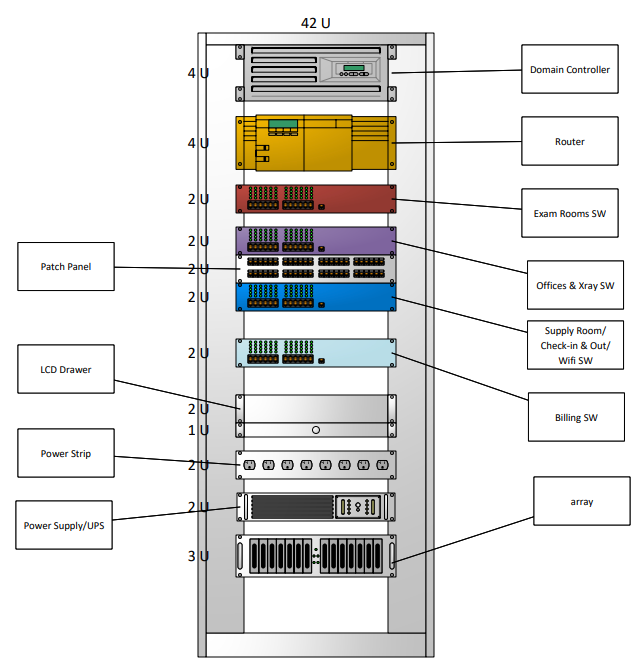 42 U
4 U
Domain Controller
4 U
Router
2 U
Exam Rooms SW
2 U
Patch Panel
2 U
Offices & Xray SW
2 U
Supply Room/
Check-in & Out/
Wifi SW
2 U
LCD Drawer
2 U
Billing SW
1 U
Power Strip
2 U
2 U
array
Power Supply/UPS
3 U